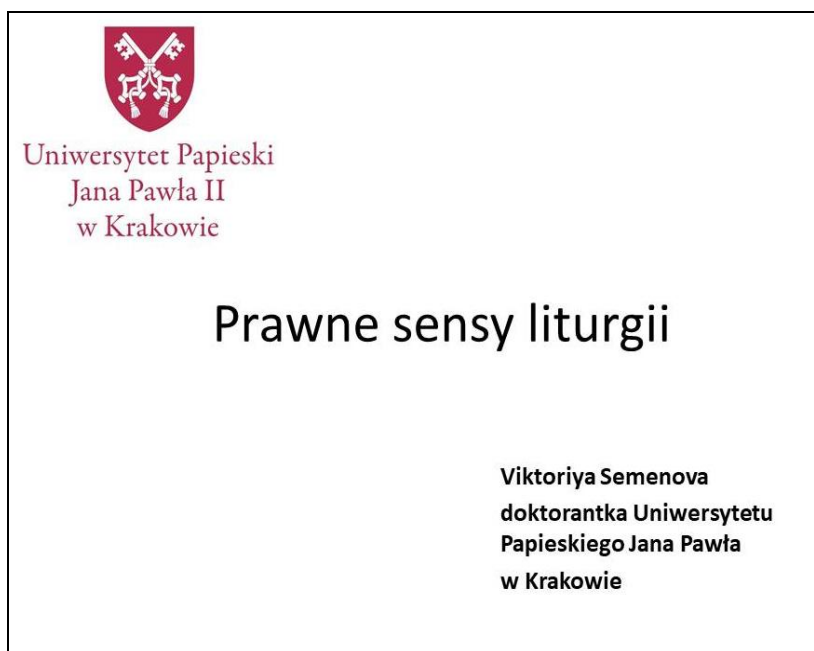 Uniwersytet Papieski
Jana Pawła II
w Krakowie
Prawne sensy liturgii
Viktoriya Semenova
doktorantka Uniwersytetu
Papieskiego Jana Pawła
w Krakowie